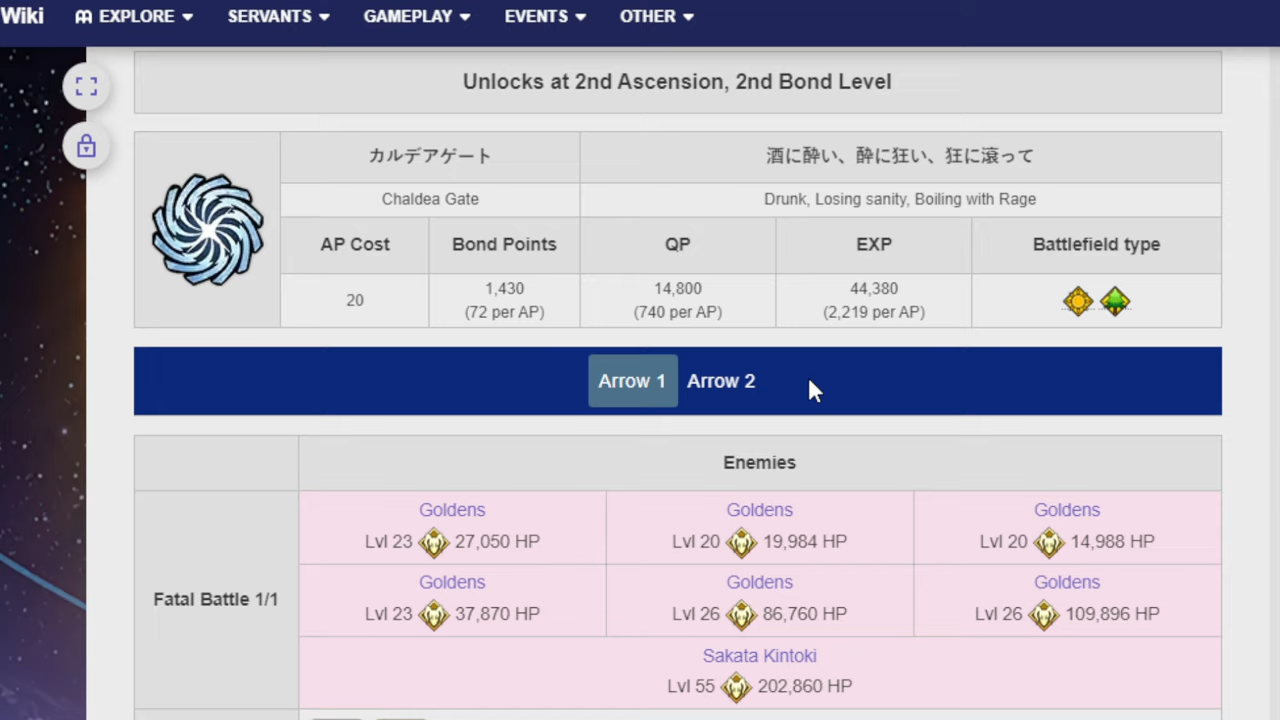 Wiki EXPLORE SERVANTS GAMEPLAY EVENTS OTHER
Unlocks at 2nd Ascension, 2nd Bond Level
カルデアゲート 酒に酔い、酔に狂い、狂に滾って
Chaldea Gate Drunk, Losing sanity, Boiling with Rage
AP Cost Bond Points QP EXP Battlefield type
20 1,430 14,800 44,380
(72 per AP) (740 per AP) (2,219 per AP)
Arrow 1 Arrow 2
Enemies
Fatal Battle 1/1
Goldens Goldens Goldens
Lvl 23 27,050 HP Lvl 20 19,984 HP Lvl 20 14,988 HP
Goldens Goldens Goldens
Lvl 23 37,870 HP Lvl 26 86,760 HP Lvl 26 109,896 HP
Sakata Kintoki
Lvl 55 202,860 HP